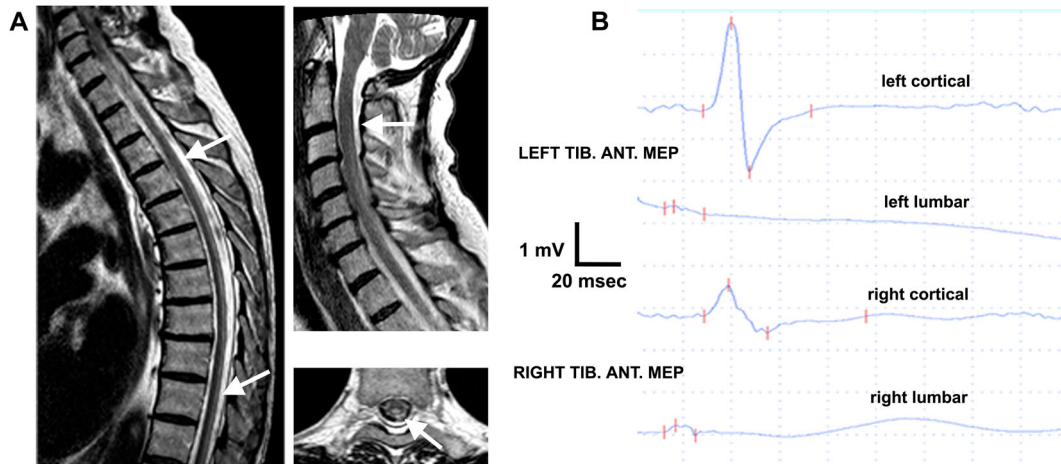 A
B
left cortical
LEFT TIB. ANT. MEP
left lumbar
1 mV
20 msec
right cortical
RIGHT TIB. ANT. MEP
right lumbar